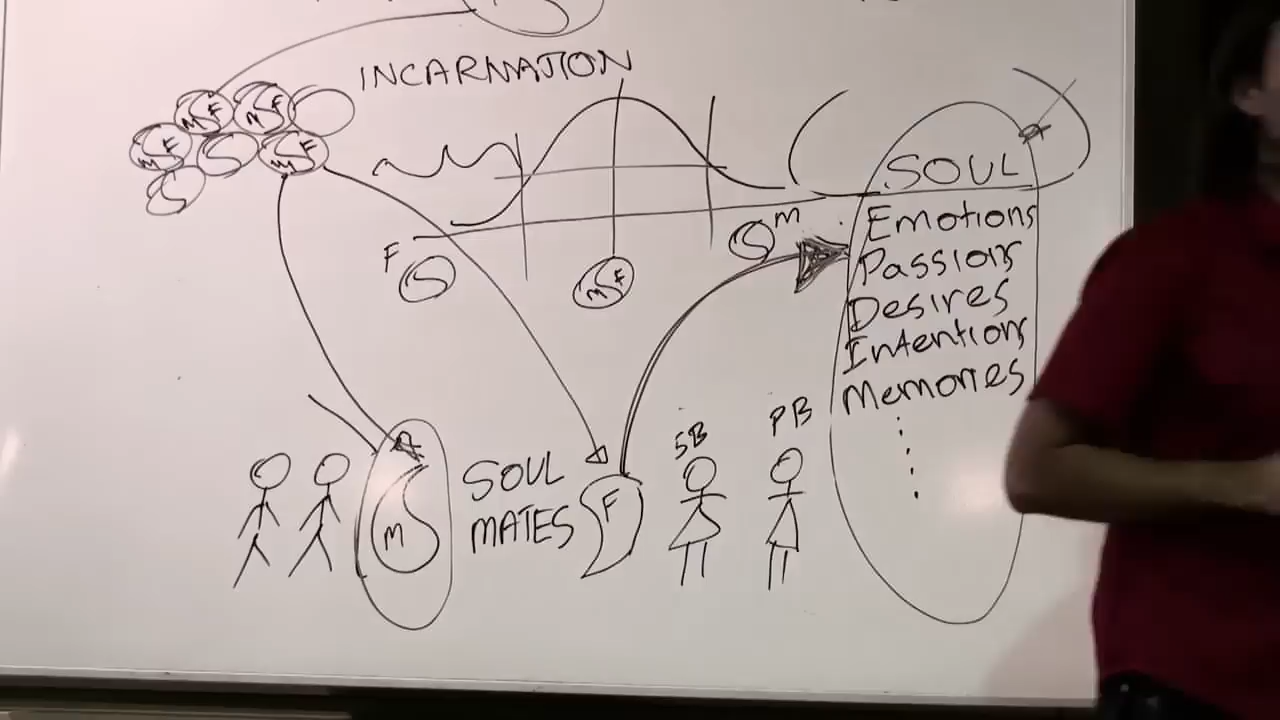 INCARNATION
M F
M F
M F
M F
F
M F
M
SOUL
Emotions
Passions
Desires
Intentions
Memories
M
SOUL
MATES
F
SB
PB